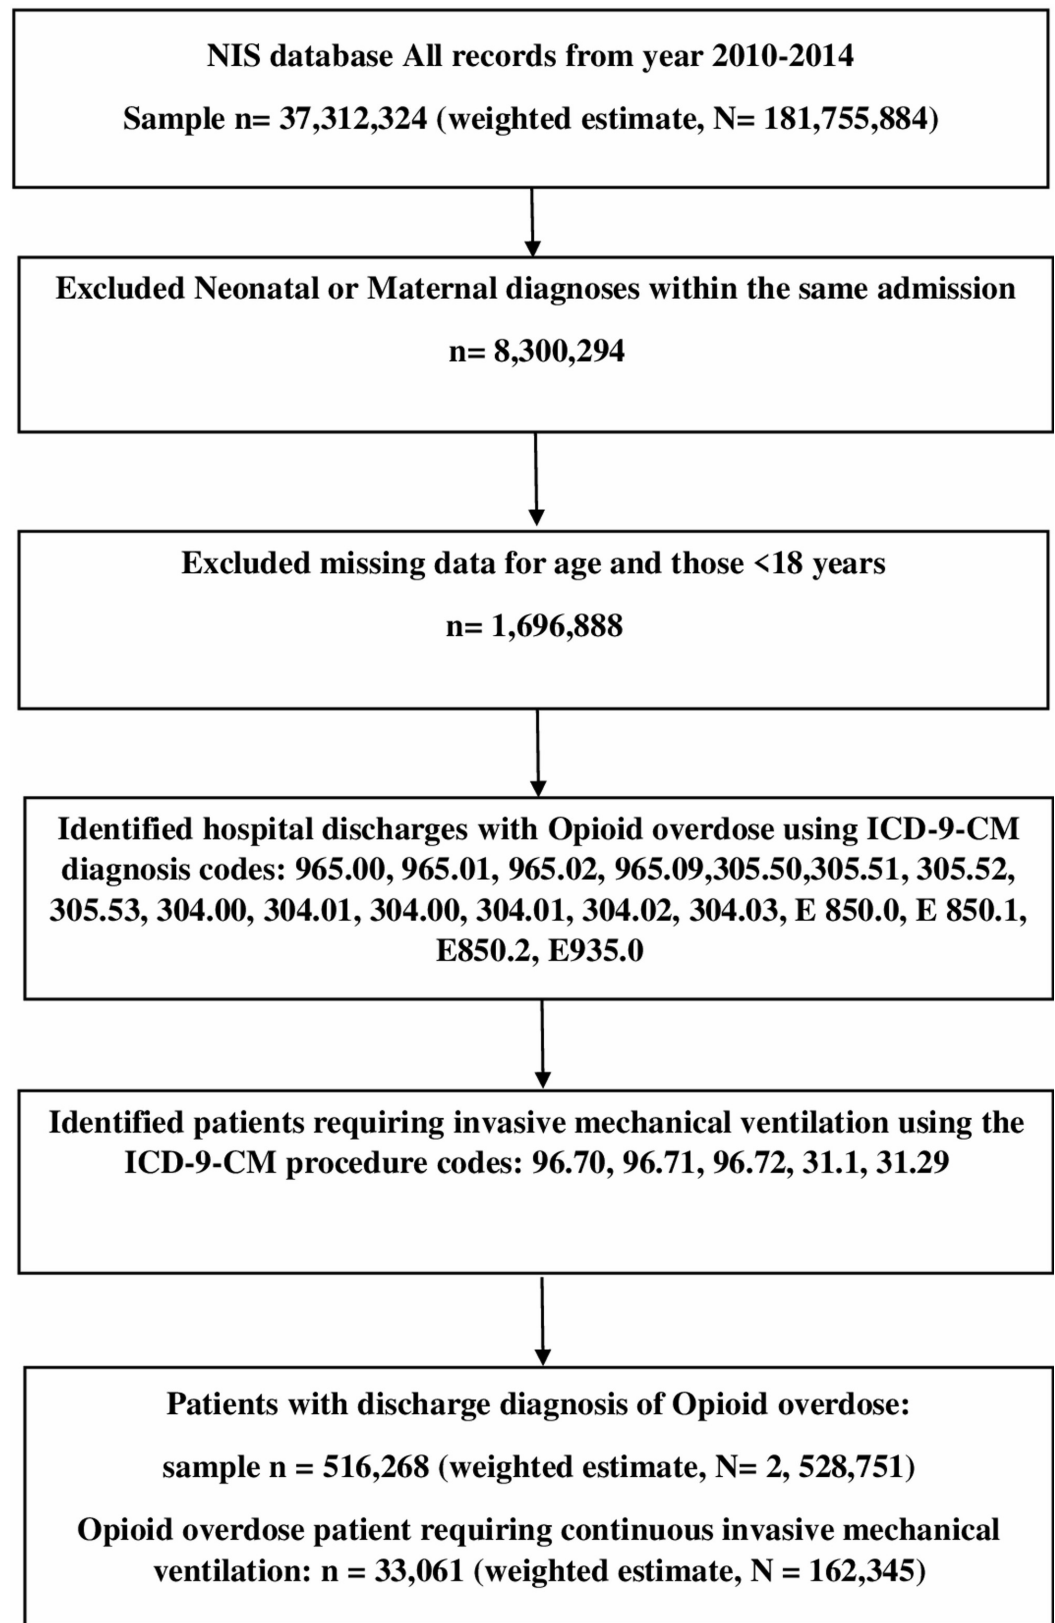 NIS database All records from year 2010-2014
Sample n= 37,312,324 (weighted estimate, N= 181,755,884)
Excluded Neonatal or Maternal diagnoses within the same admission
n= 8,300,294
Excluded missing data for age and those <18 years
n= 1,696,888
Identified hospital discharges with Opioid overdose using ICD-9-CM
diagnosis codes: 965.00, 965.01, 965.02, 965.09,305.50,305.51, 305.52,
305.53, 304.00, 304.01, 304.00, 304.01, 304.02, 304.03, E 850.0, E 850.1,
E850.2, E935.0
Identified patients requiring invasive mechanical ventilation using the
ICD-9-CM procedure codes: 96.70, 96.71, 96.72, 31.1, 31.29
Patients with discharge diagnosis of Opioid overdose:
sample n = 516,268 (weighted estimate, N= 2, 528,751)
Opioid overdose patient requiring continuous invasive mechanical
ventilation: n = 33,061 (weighted estimate, N = 162,345)